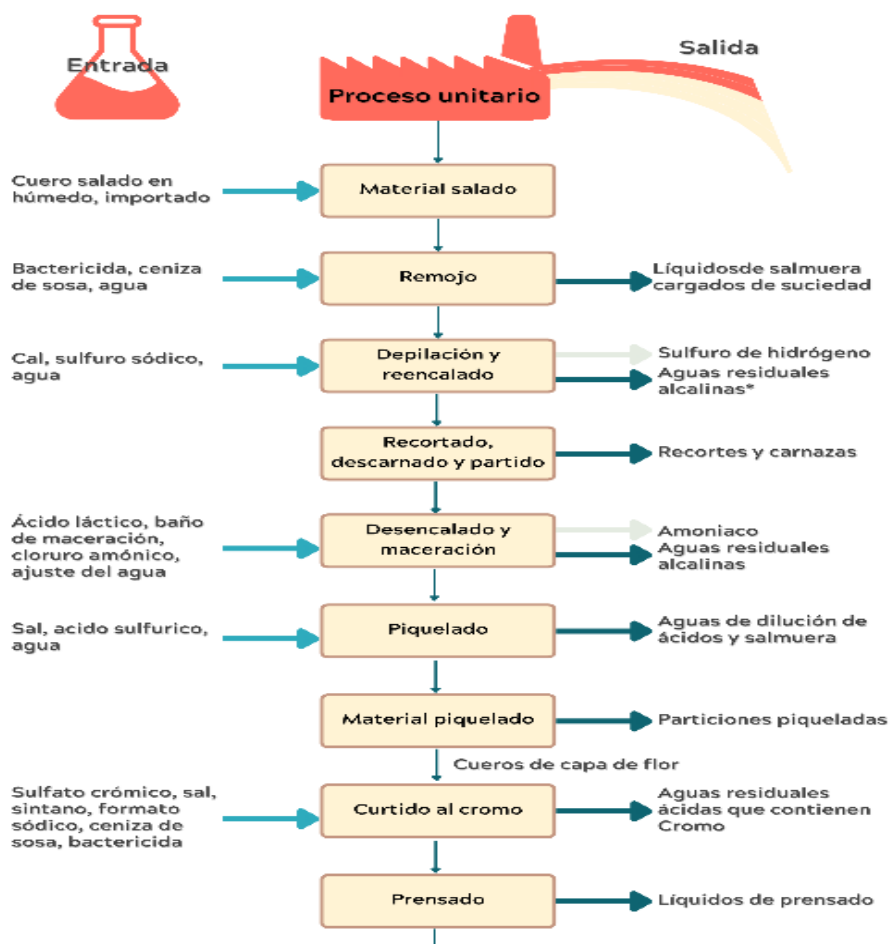 Entrada
Proceso unitario
Salida
Cuero salado en
húmedo, importado
Material salado
Bactericida, ceniza
de sosa, agua
Remojo
Líquidosde salmuera
cargados de suciedad
Cal, sulfuro sódico,
agua
Depilación y
reencalado
Sulfuro de hidrógeno
Aguas residuales
alcalinas*
Recortado,
descarnado y partido
Recortes y carnazas
Ácido láctico, baño
de maceración,
cloruro amónico,
ajuste del agua
Desencalado y
maceración
Amoniaco
Aguas residuales
alcalinas
Sal, acido sulfurico,
agua
Piquelado
Aguas de dilución de
ácidos y salmuera
Material piquelado
Particiones piqueladas
Cueros de capa de flor
Sulfato crómico, sal,
sintano, formato
sódico, ceniza de
sosa, bactericida
Curtido al cromo
Aguas residuales
ácidas que contienen
Cromo
Prensado
Líquidos de prensado